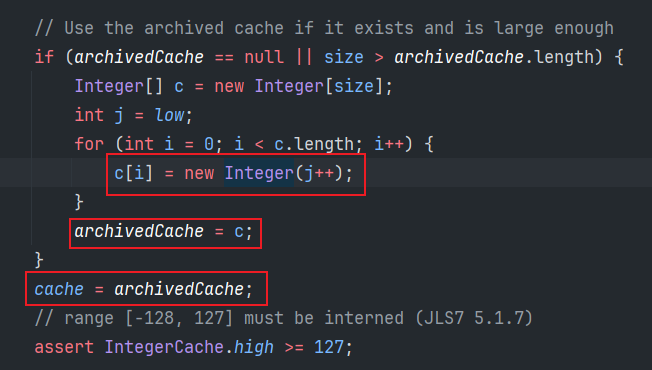 // Use the archived cache if it exists and is large enough
if (archivedCache == null || size > archivedCache.length) {
Integer[] c = new Integer[size];
int j = low;
for (int i = 0; i < c.length; i++) {
c[i] = new Integer(j++);
}
archivedCache = c;
}
cache = archivedCache;
// range [-128, 127] must be interned (JLS7 5.1.7)
assert IntegerCache.high >= 127;